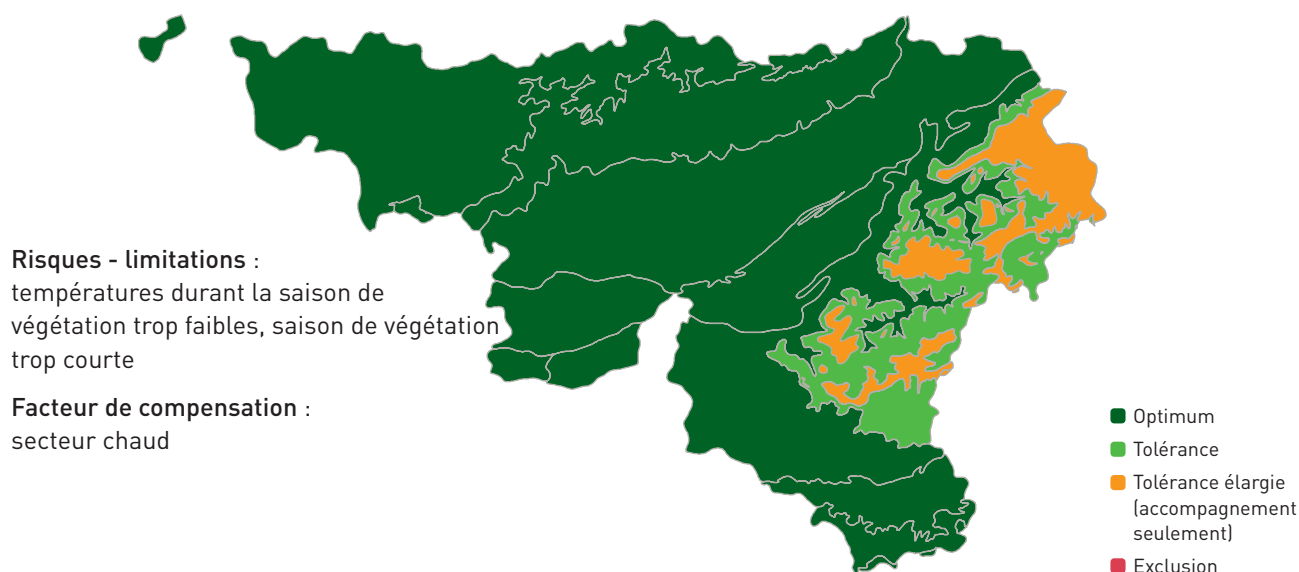 Risques - limitations :
températures durant la saison de
végétation trop faibles, saison de végétation
trop courte
Facteur de compensation :
secteur chaud
Optimum
Tolérance
Tolérance élargie
(accompagnement
seulement)
Exclusion